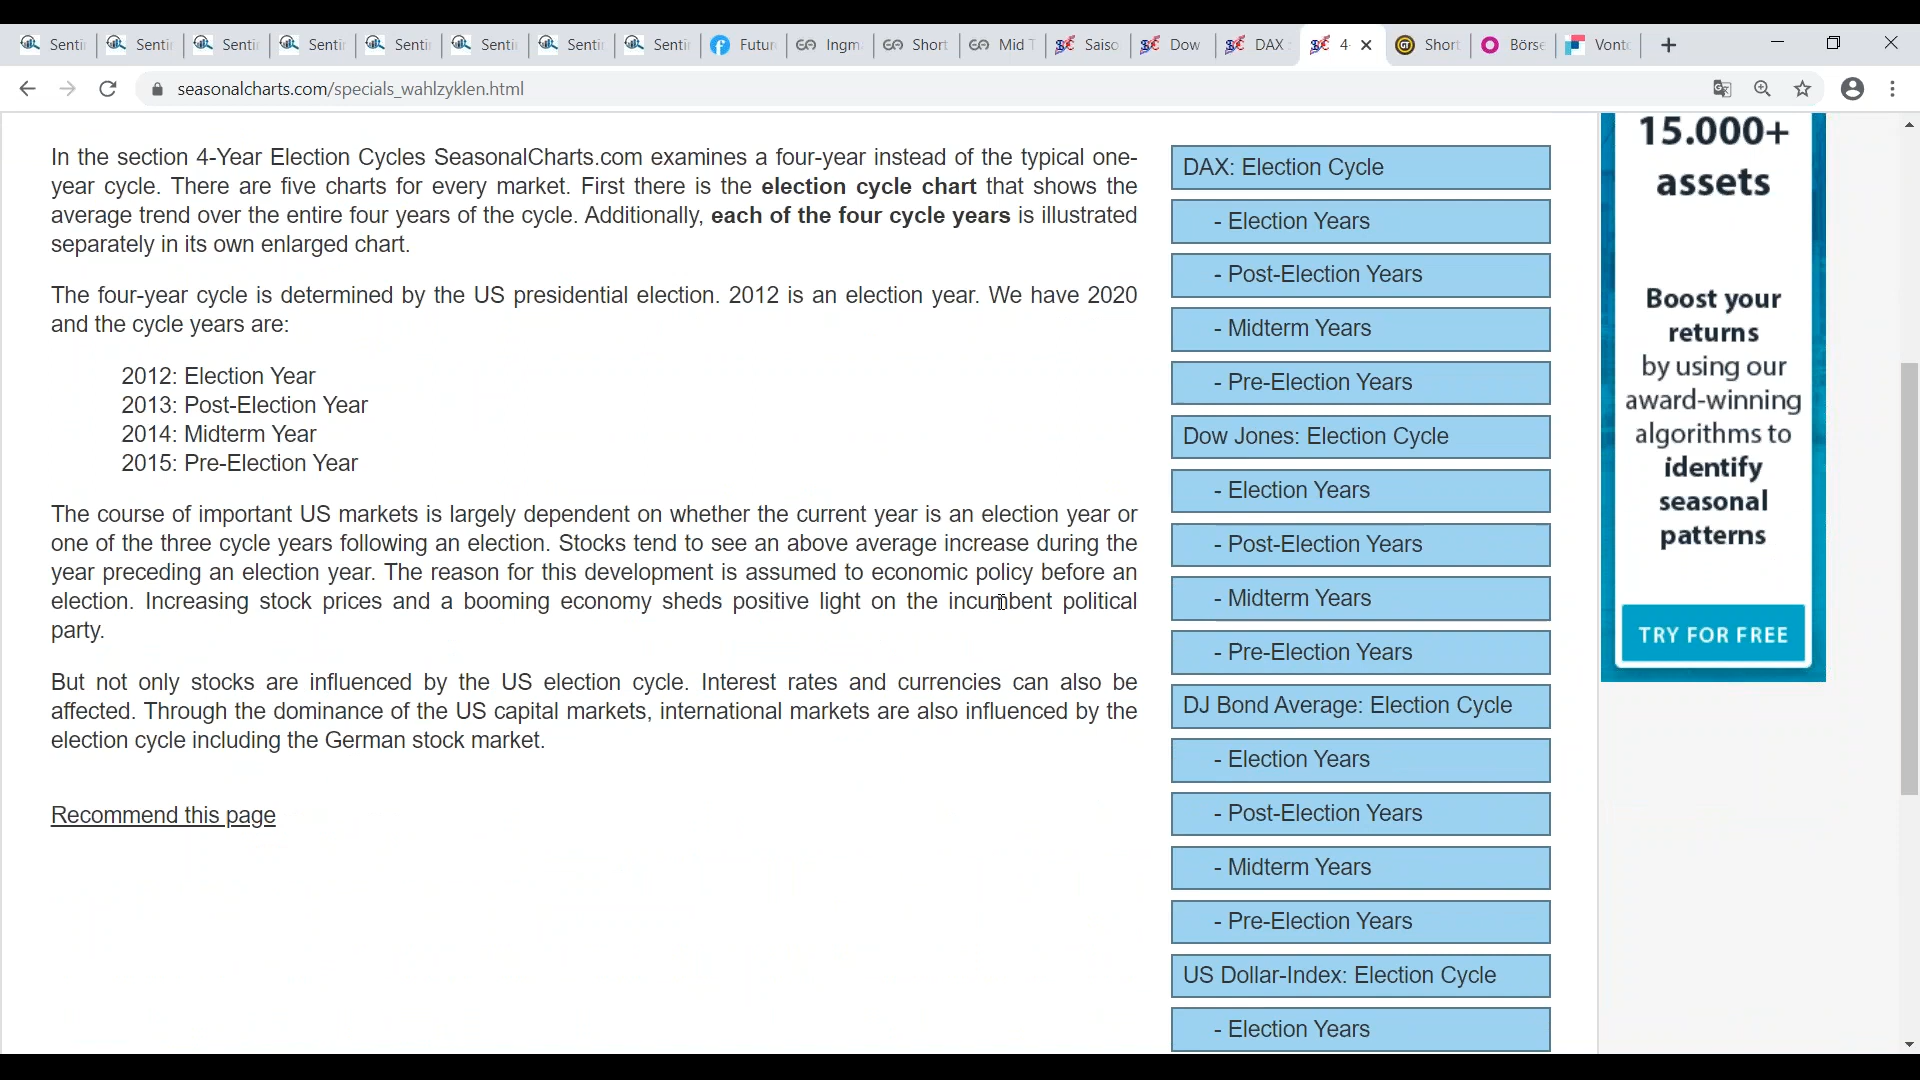 Senti
Senti
Senti
Senti
Senti
Senti
Senti
Senti
Futur
Ingm
Short
Mid T
Saiso
Dow
DAX
4-
Short
Börse
Vont
seasonalcharts.com/specials_wahlzyklen.html
In the section 4-Year Election Cycles SeasonalCharts.com examines a four-year instead of the typical one-
year cycle. There are five charts for every market. First there is the election cycle chart that shows the
average trend over the entire four years of the cycle. Additionally, each of the four cycle years is illustrated
separately in its own enlarged chart.
The four-year cycle is determined by the US presidential election. 2012 is an election year. We have 2020
and the cycle years are:
2012: Election Year
2013: Post-Election Year
2014: Midterm Year
2015: Pre-Election Year
The course of important US markets is largely dependent on whether the current year is an election year or
one of the three cycle years following an election. Stocks tend to see an above average increase during the
year preceding an election year. The reason for this development is assumed to economic policy before an
election. Increasing stock prices and a booming economy sheds positive light on the incumbent political
party.
But not only stocks are influenced by the US election cycle. Interest rates and currencies can also be
affected. Through the dominance of the US capital markets, international markets are also influenced by the
election cycle including the German stock market.
Recommend this page
DAX: Election Cycle
- Election Years
- Post-Election Years
- Midterm Years
- Pre-Election Years
Dow Jones: Election Cycle
- Election Years
- Post-Election Years
- Midterm Years
- Pre-Election Years
DJ Bond Average: Election Cycle
- Election Years
- Post-Election Years
- Midterm Years
- Pre-Election Years
US Dollar-Index: Election Cycle
- Election Years
15.000+
assets
Boost your
returns
by using our
award-winning
algorithms to
identify
seasonal
patterns
TRY FOR FREE